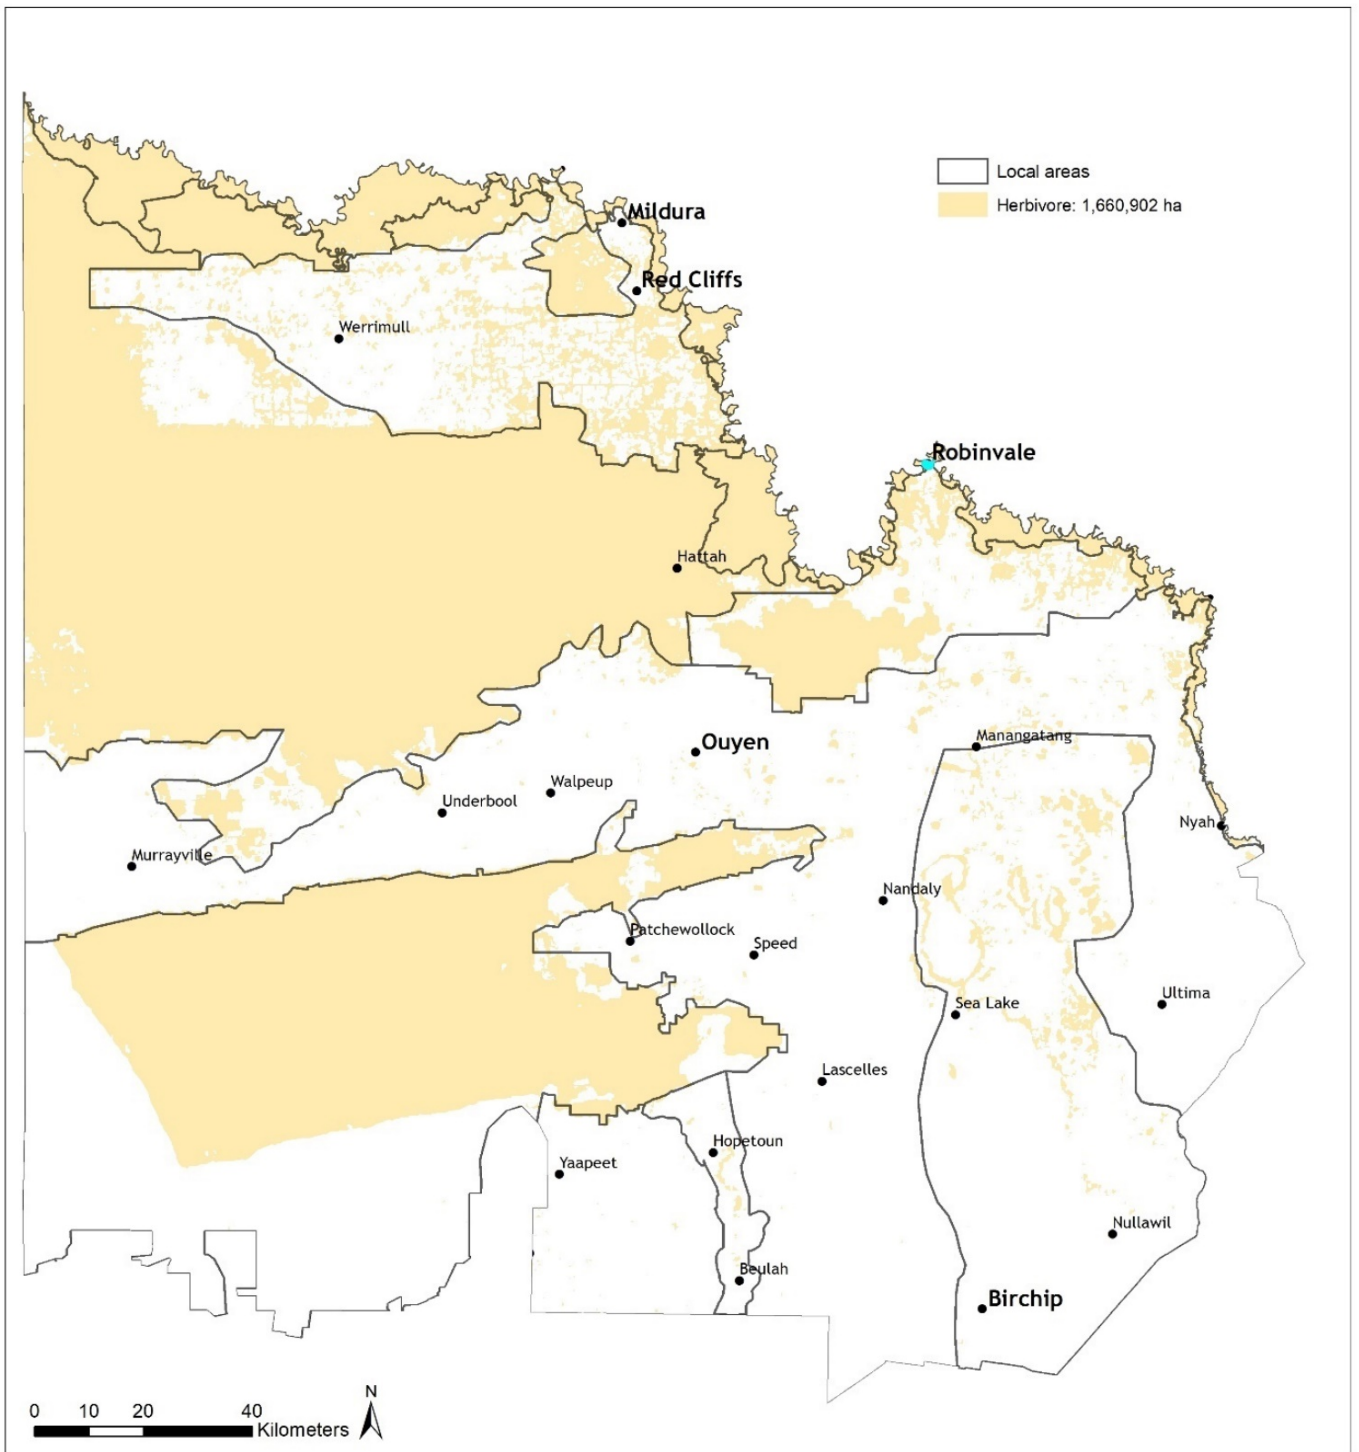 Local areas
Herbivore: 1,660,902 ha
Mildura
Red Cliffs
Werrimull
Robinvale
Hattah
Ouyen
Manangatang
Walpeup
Underbool
Nyah
Murrayville
Nandaly
Patchewollock
Speed
Ultima
Sea Lake
Lascelles
Hopetoun
Yaapeet
Nullawil
Beulah
Birchip
N
0 10 20 40
Kilometers